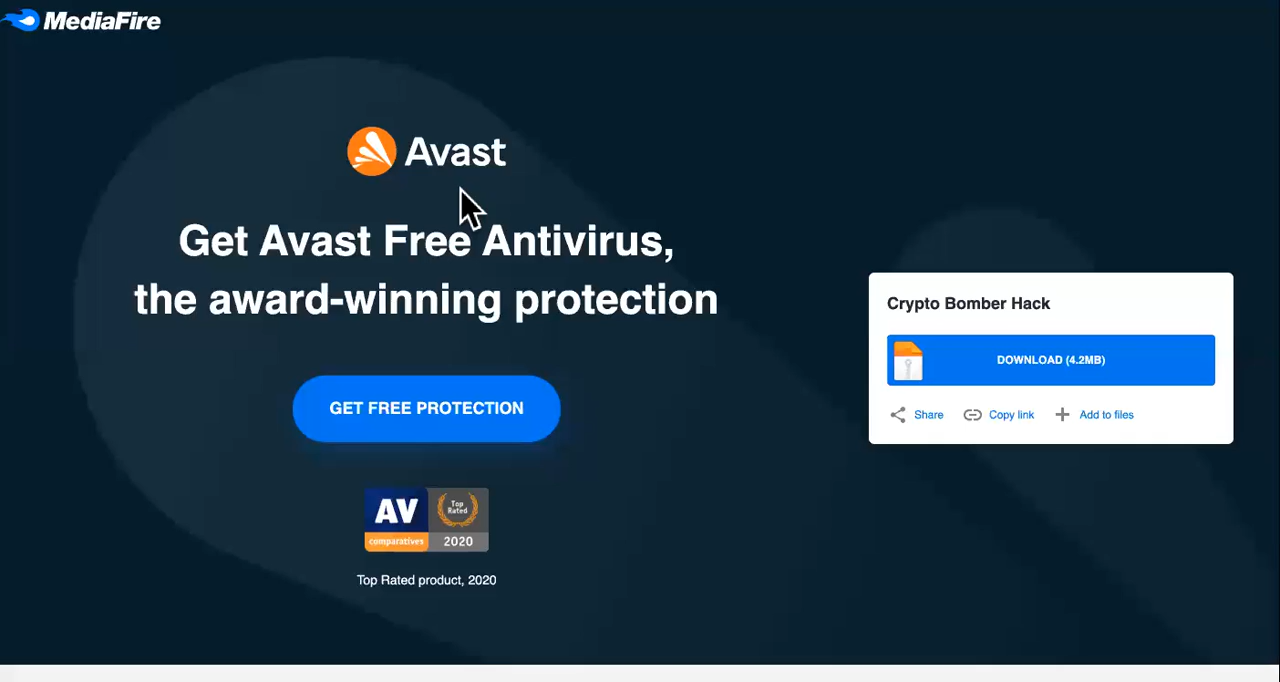 MediaFire
Avast
Get Avast Free Antivirus,
the award-winning protection
GET FREE PROTECTION
AV
comparatives
Top
Rated
2020
Top Rated product, 2020
Crypto Bomber Hack
DOWNLOAD (4.2MB)
Share
Copy link
Add to files